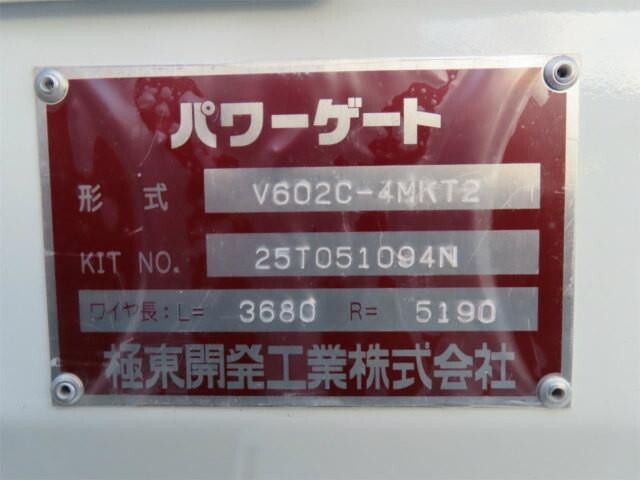 パワーゲート
形式 V602C-4MKT2
KIT NO. 25T051094N
ワイヤ長:L= 3680 R= 5190
極東開発工業株式会社